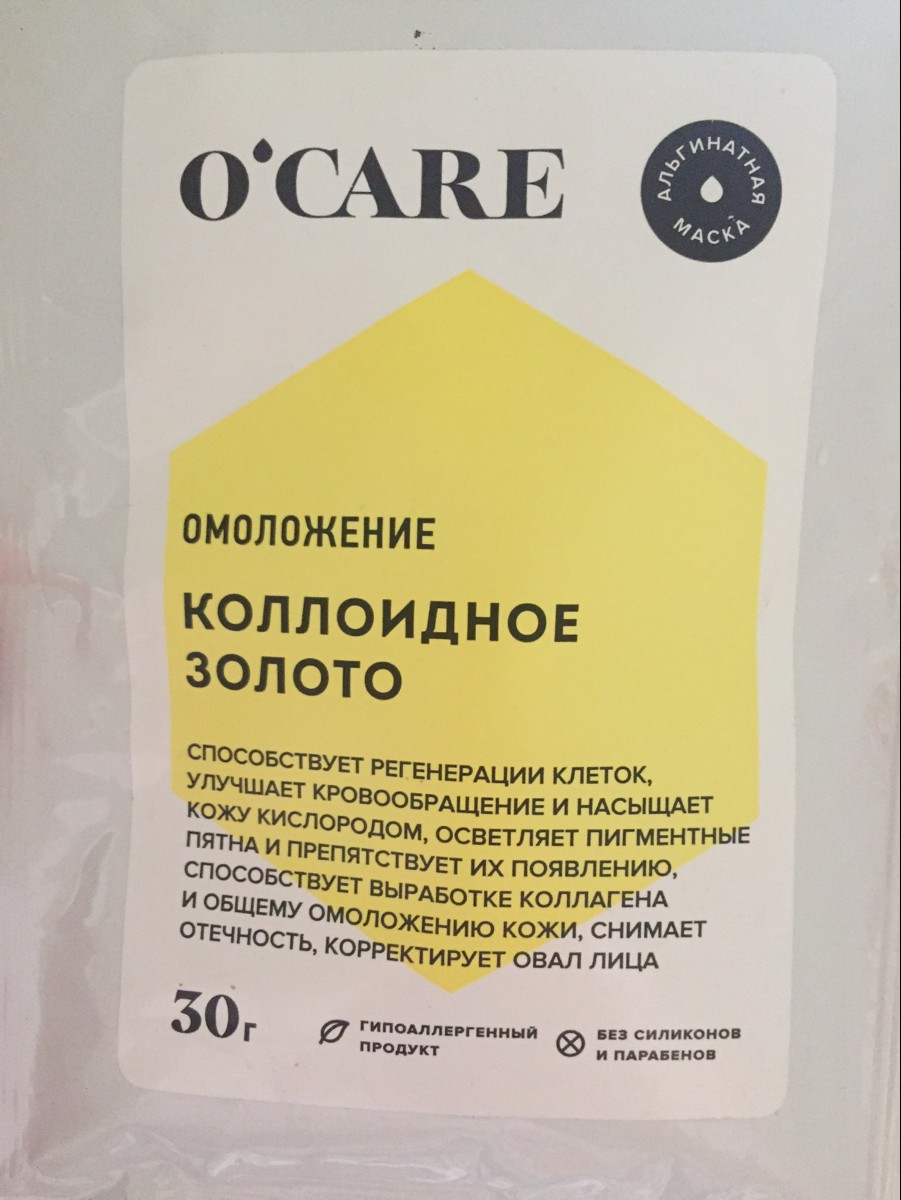 O'CARE
АЛЬГИНАТНАЯ
МАСКА
ОМОЛОЖЕНИЕ
КОЛЛОИДНОЕ
ЗОЛОТО
СПОСОБСТВУЕТ РЕГЕНЕРАЦИИ КЛЕТОК,
УЛУЧШАЕТ КРОВООБРАЩЕНИЕ И НАСЫЩАЕТ
КОЖУ КИСЛОРОДОМ, ОСВЕТЛЯЕТ ПИГМЕНТНЫЕ
ПЯТНА И ПРЕПЯТСТВУЕТ ИХ ПОЯВЛЕНИЮ,
СПОСОБСТВУЕТ ВЫРАБОТКЕ КОЛЛАГЕНА
И ОБЩЕМУ ОМОЛОЖЕНИЮ КОЖИ, СНИМАЕТ
ОТЕЧНОСТЬ, КОРРЕКТИРУЕТ ОВАЛ ЛИЦА
30г
ГИПОАЛЛЕРГЕННЫЙ
ПРОДУКТ
БЕЗ СИЛИКОНОВ
И ПАРАБЕНОВ